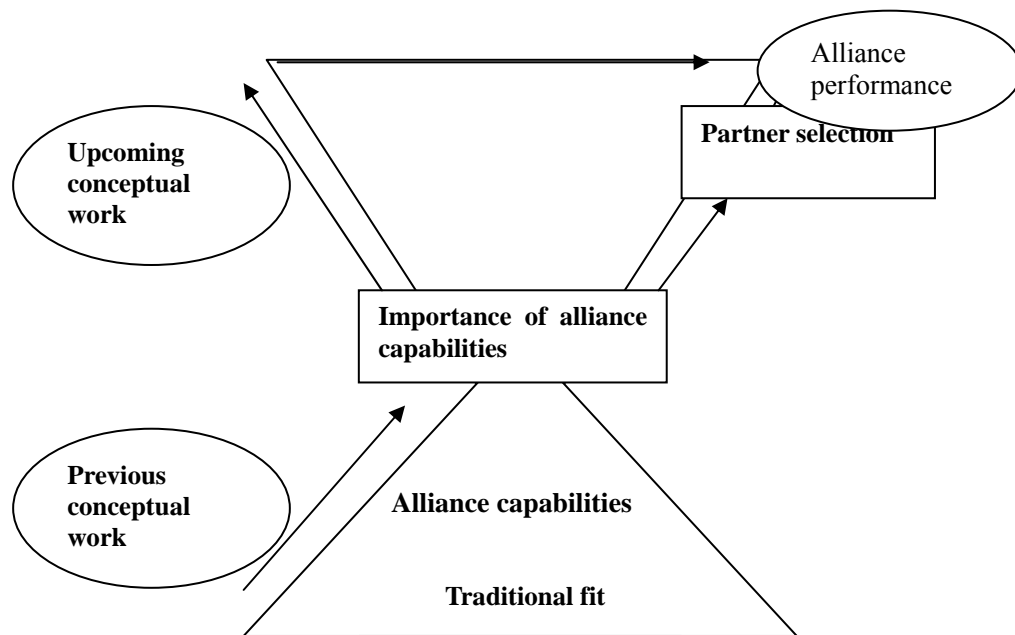 Alliance
performance
Partner selection
Upcoming
conceptual
work
Importance of alliance
capabilities
Previous
conceptual
work
Alliance capabilities
Traditional fit